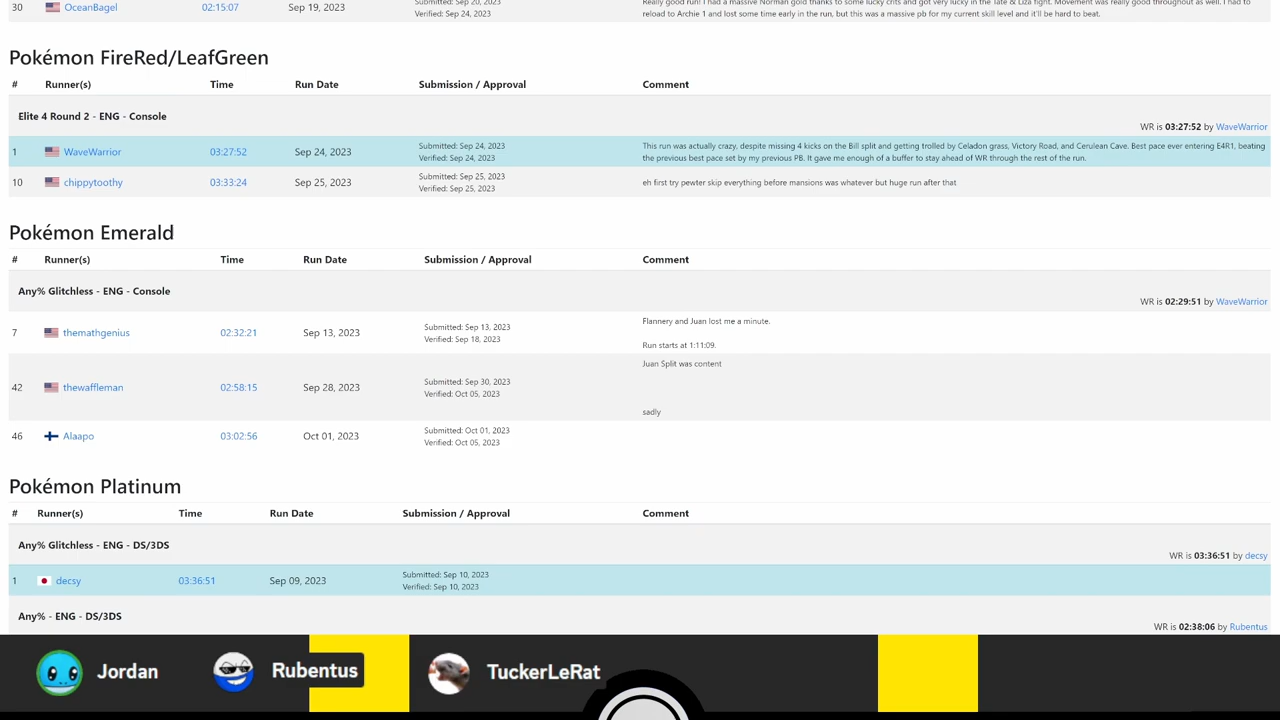 30 OceanBagel 02:15:07 Sep 19, 2023 Submitted: Sep 20, 2023 Really good run! I had a massive Norman gold thanks to some lucky crits and got very lucky in the Tate & Liza fight. Movement was really good throughout as well. I had to
Verified: Sep 24, 2023 reload to Archie 1 and lost some time early in the run, but this was a massive pb for my current skill level and it'll be hard to beat.
Pokémon FireRed/LeafGreen
# Runner(s) Time Run Date Submission / Approval Comment
Elite 4 Round 2 - ENG - Console
WR is 03:27:52 by WaveWarrior
1 WaveWarrior 03:27:52 Sep 24, 2023 Submitted: Sep 24, 2023 This run was actually crazy, despite missing 4 kicks on the Bill split and getting trolled by Celadon grass, Victory Road, and Cerulean Cave. Best pace ever entering E4R1, beating
Verified: Sep 24, 2023 the previous best pace set by my previous PB. It gave me enough of a buffer to stay ahead of WR through the rest of the run.
10 chippytoothy 03:33:24 Sep 25, 2023 Submitted: Sep 25, 2023 eh first try pewter skip everything before mansions was whatever but huge run after that
Verified: Sep 25, 2023
Pokémon Emerald
# Runner(s) Time Run Date Submission / Approval Comment
Any% Glitchless - ENG - Console
WR is 02:29:51 by WaveWarrior
7 themathgenius 02:32:21 Sep 13, 2023 Submitted: Sep 13, 2023 Flannery and Juan lost me a minute.
Verified: Sep 18, 2023 Run starts at 1:11:09.
42 thewaffleman 02:58:15 Sep 28, 2023 Submitted: Sep 30, 2023 Juan Split was content
Verified: Oct 05, 2023
sadly
46 Alaapo 03:02:56 Oct 01, 2023 Submitted: Oct 01, 2023
Verified: Oct 05, 2023
Pokémon Platinum
# Runner(s) Time Run Date Submission / Approval Comment
Any% Glitchless - ENG - DS/3DS
WR is 03:36:51 by decsy
1 decsy 03:36:51 Sep 09, 2023 Submitted: Sep 10, 2023
Verified: Sep 10, 2023
Any% - ENG - DS/3DS
WR is 02:38:06 by Rubentus
Jordan Rubentus TuckerLeRat